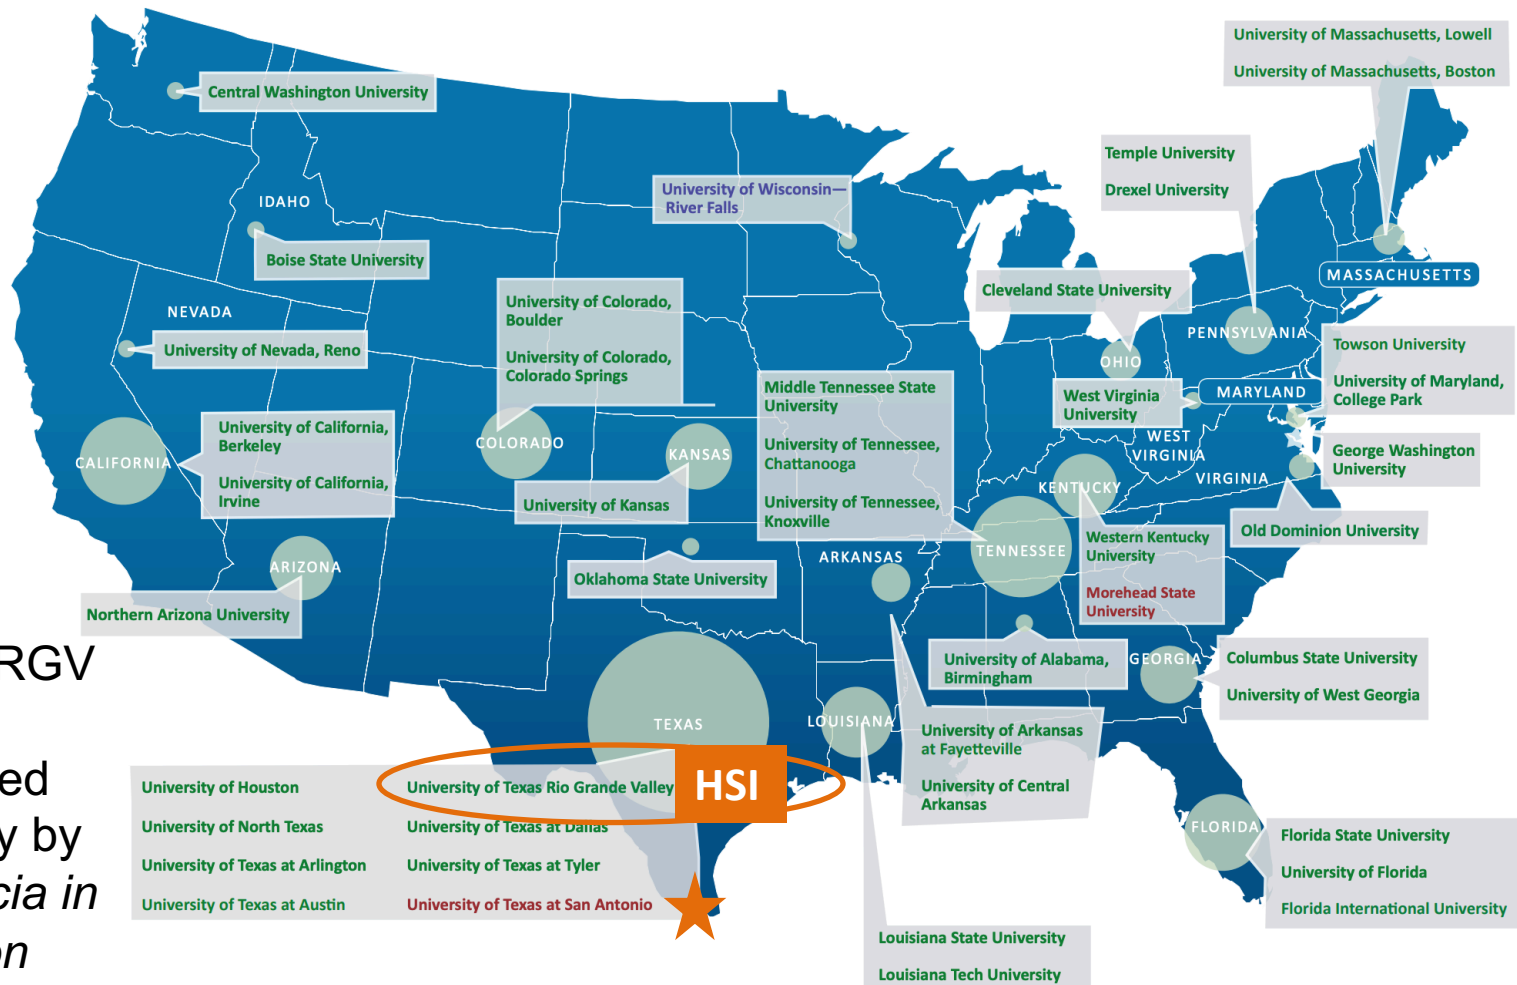 University of Massachusetts, Lowell
University of Massachusetts, Boston
Central Washington University
Temple University
Drexel University
University of Wisconsin—
River Falls
IDAHO
Boise State University
MASSACHUSETTS
Cleveland State University
University of Colorado,
Boulder
University of Colorado,
Colorado Springs
NEVADA
University of Nevada, Reno
PENNSYLVANIA
OHIO
Towson University
University of Maryland,
College Park
MARYLAND
West Virginia
University
Middle Tennessee State
University
University of Tennessee,
Chattanooga
University of Tennessee,
Knoxville
University of California,
Berkeley
University of California,
Irvine
CALIFORNIA
COLORADO
KANSAS
University of Kansas
WEST
VIRGINIA
VIRGINIA
George Washington
University
KENTUCKY
Old Dominion University
Western Kentucky
University
Morehead State
University
TENNESSEE
ARKANSAS
ARIZONA
Oklahoma State University
Northern Arizona University
RGV
University of Alabama,
Birmingham
GEORGIA
Columbus State University
University of West Georgia
TEXAS
LOUISIANA
University of Arkansas
at Fayetteville
University of Central
Arkansas
ed
y by
cia in
on
University of Houston
University of North Texas
University of Texas at Arlington
University of Texas at Austin
University of Texas Rio Grande Valley
HSI
University of Texas at Dallas
University of Texas at Tyler
University of Texas at San Antonio
FLORIDA
Florida State University
University of Florida
Florida International University
Louisiana State University
Louisiana Tech University